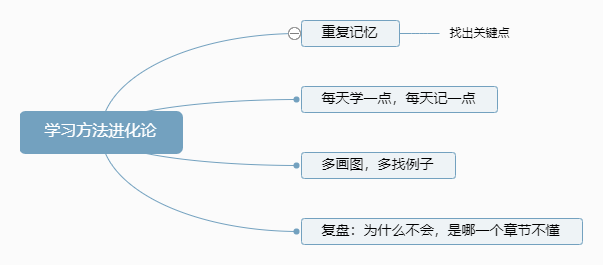 学习方法进化论
重复记忆
找出关键点
每天学一点，每天记一点
多画图，多找例子
复盘：为什么不会，是哪一个章节不懂